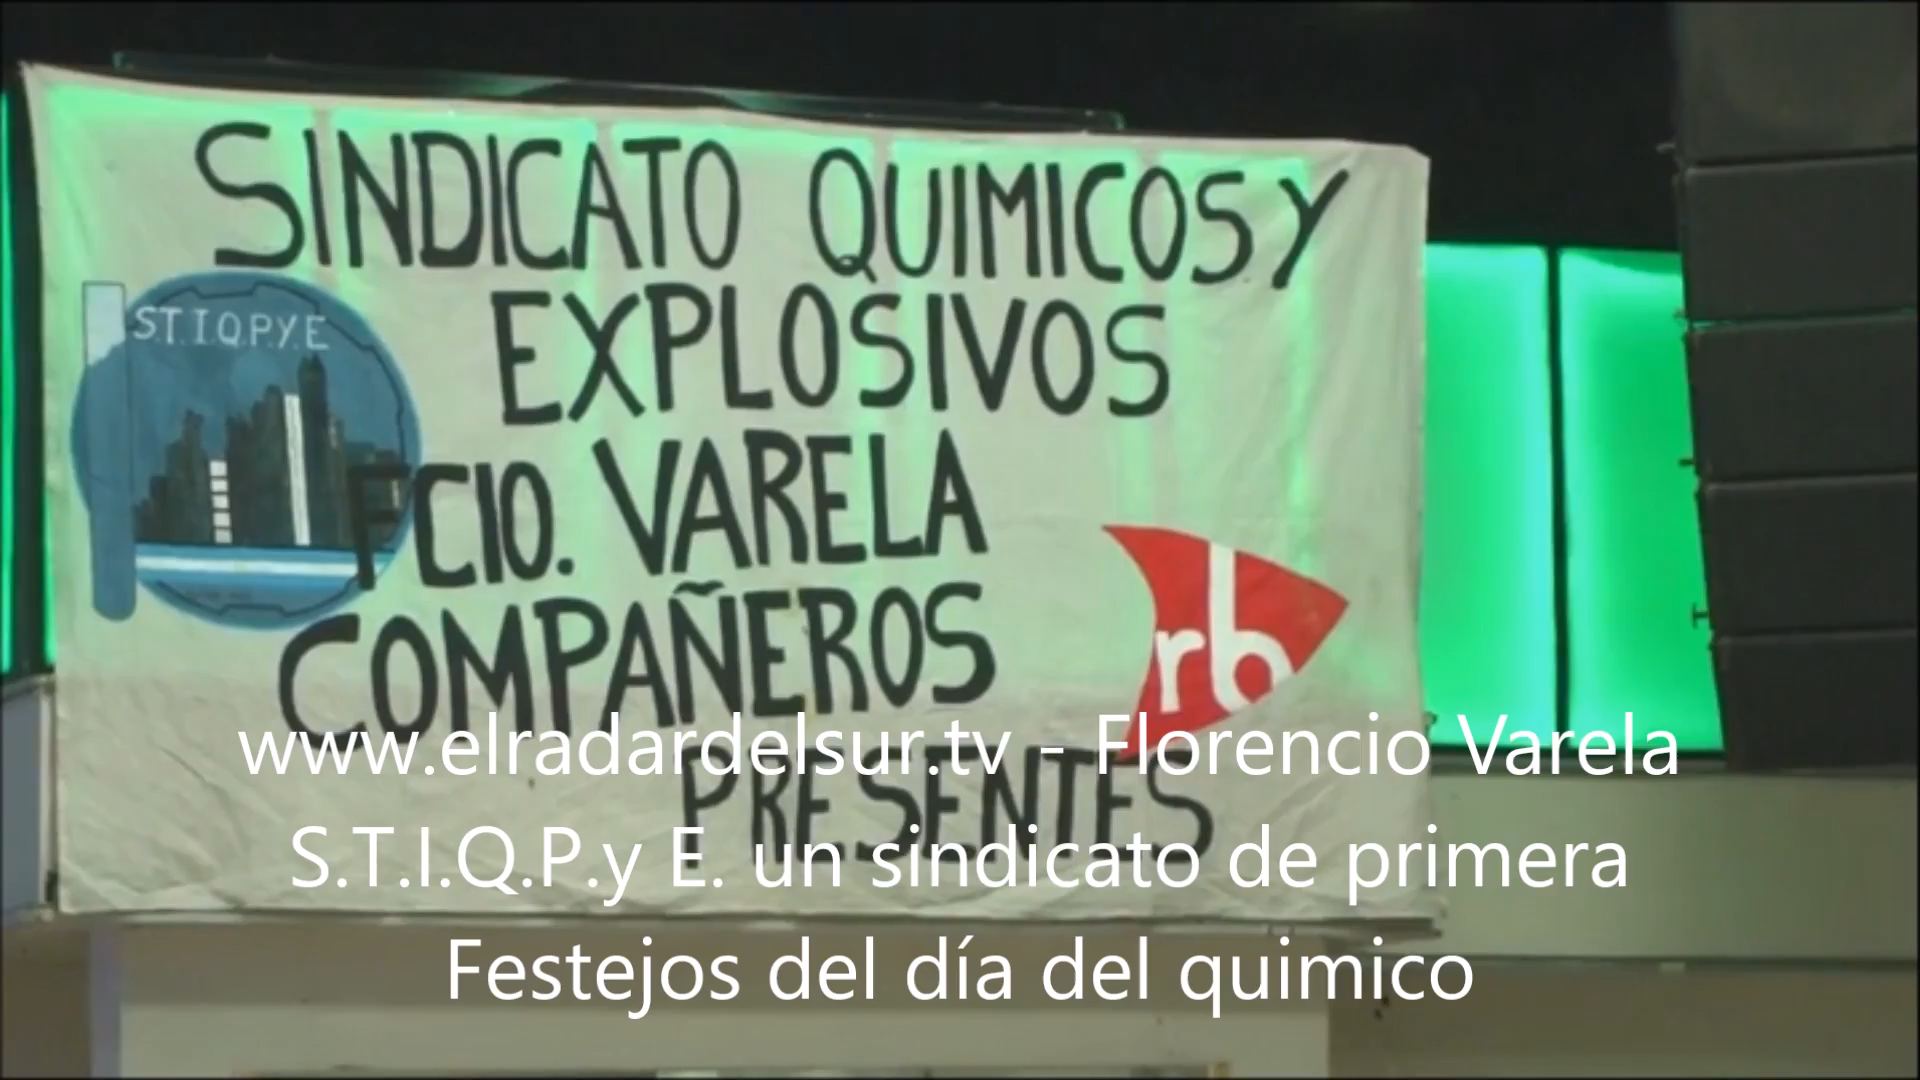 SINDICATO QUIMICOS Y
S.T.I.Q.P.Y.E
EXPLOSIVOS
FCIO. VARELA
COMPAÑEROS
rb
PRESENTES
www.elradardelsur.tv - Florencio Varela
S.T.I.Q.P.y E. un sindicato de primera
Festejos del día del quimico